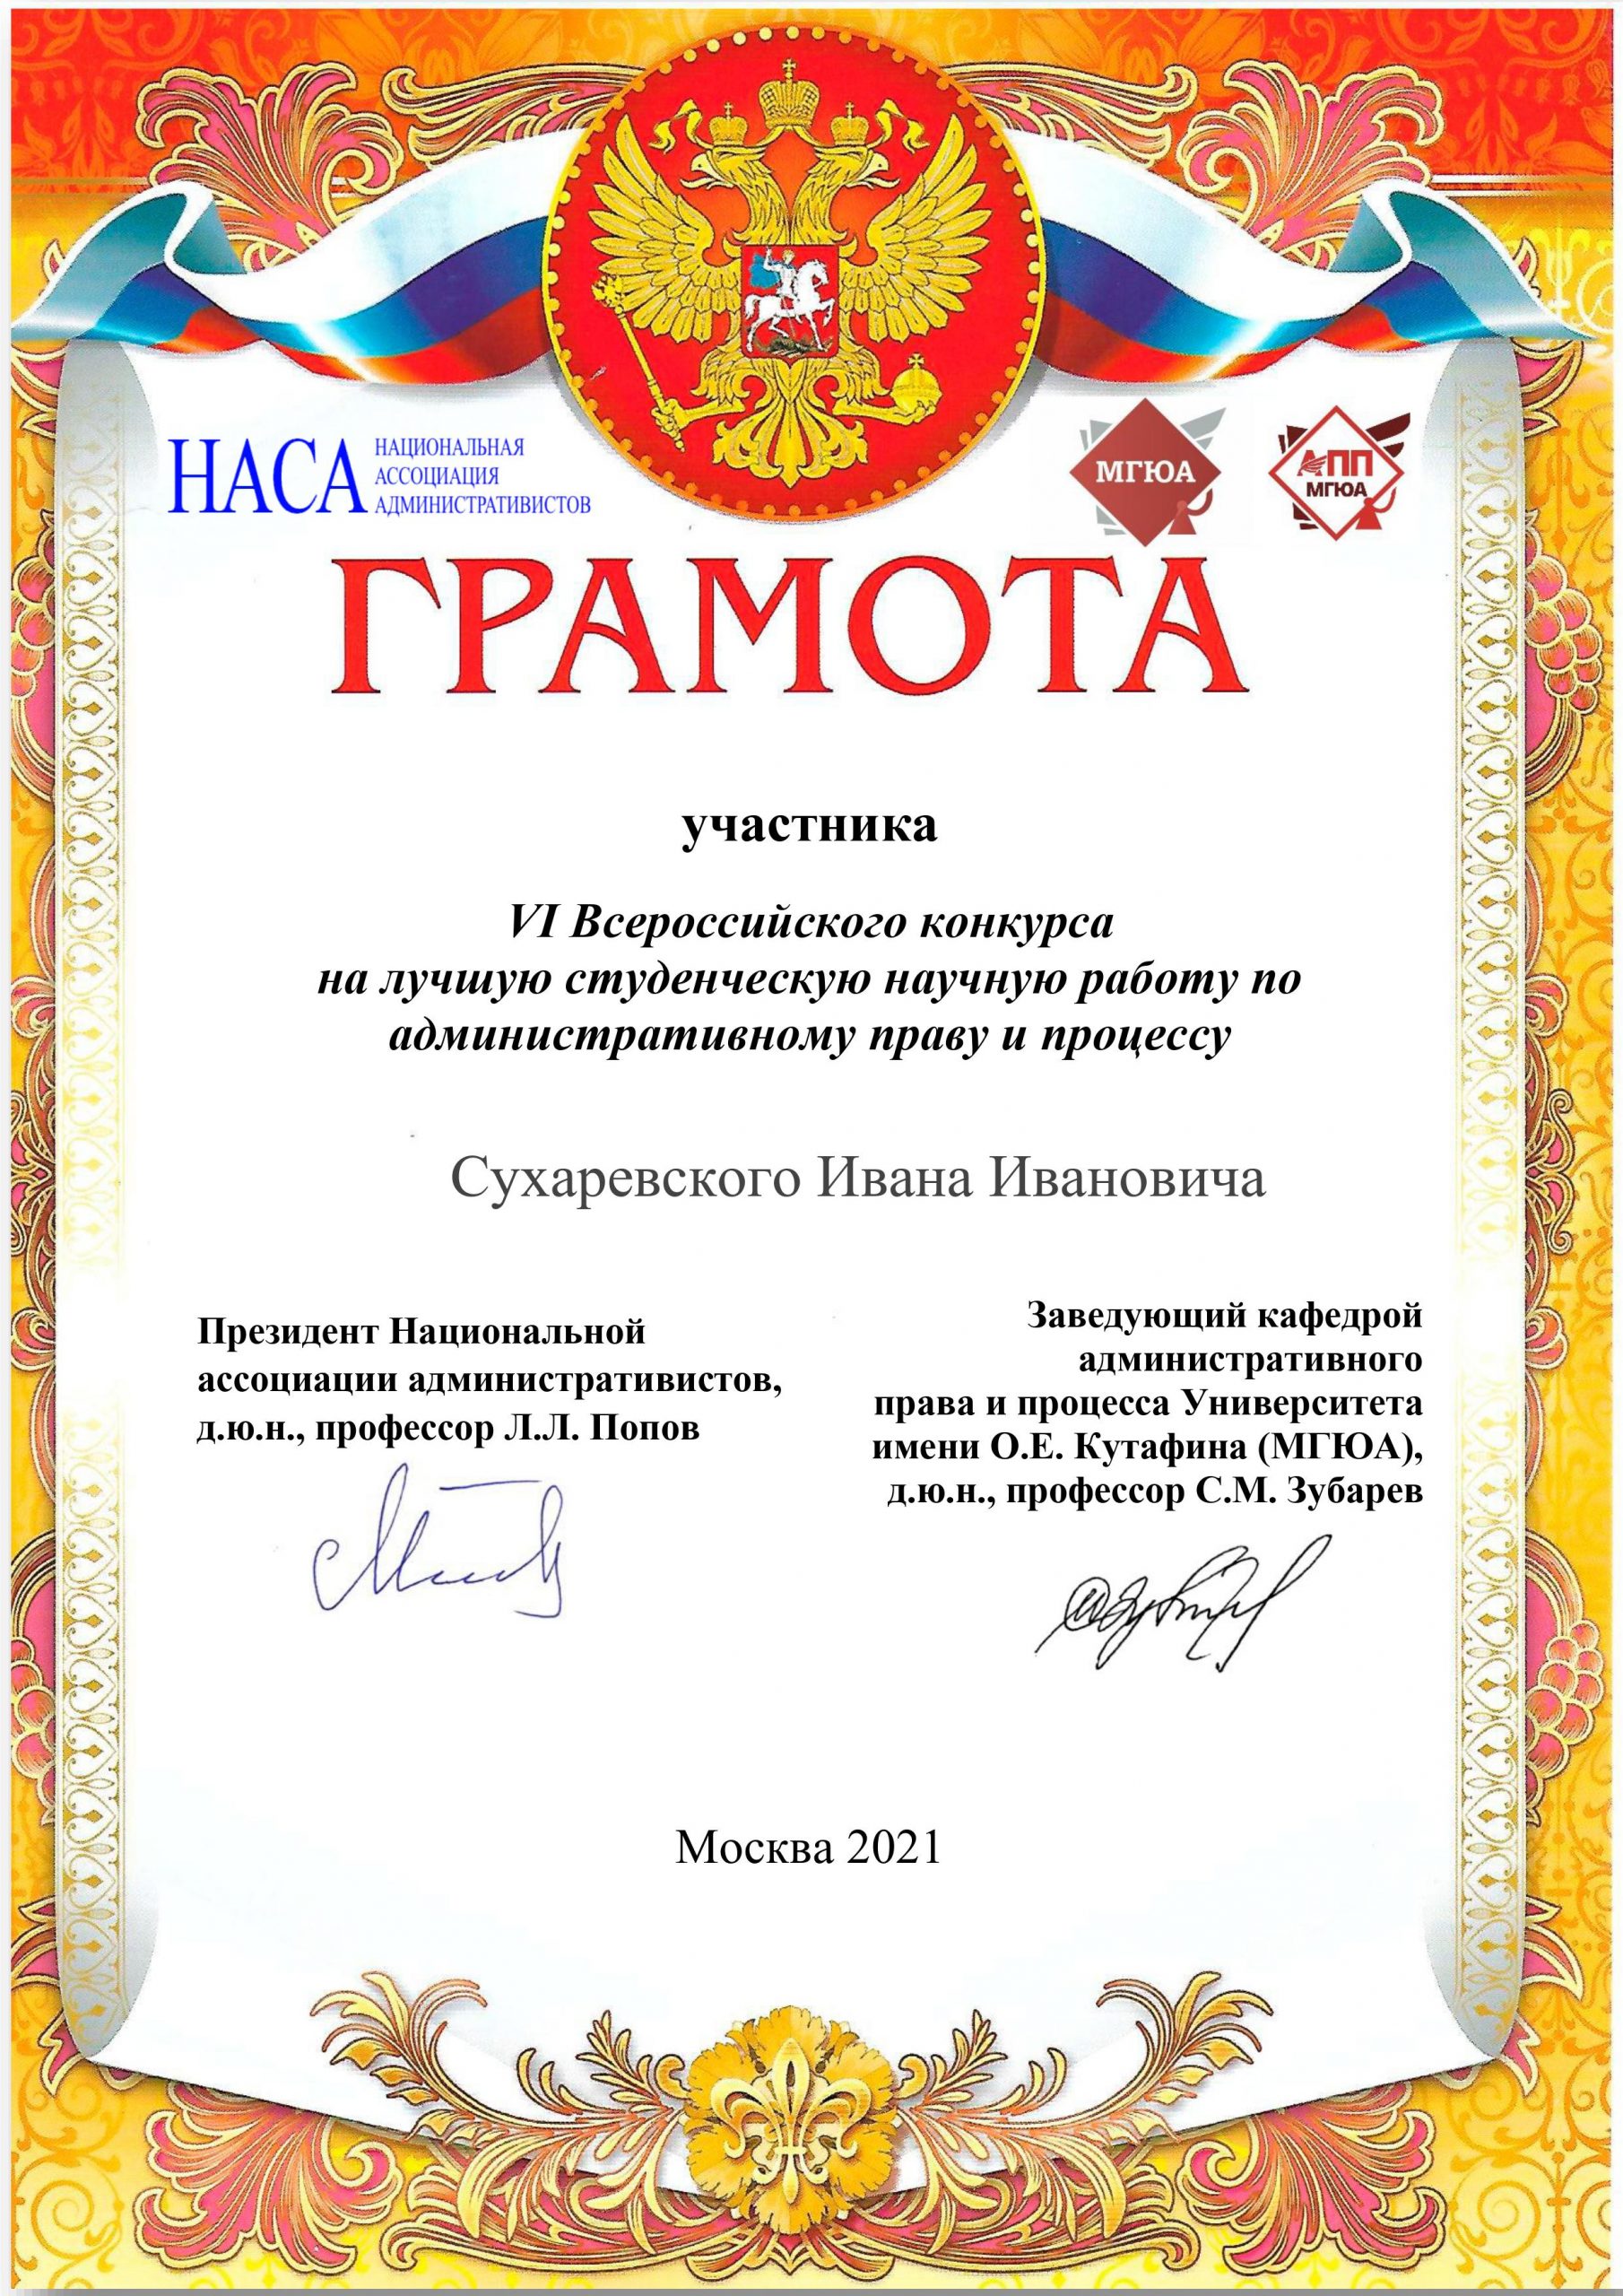 НАСА
НАЦИОНАЛЬНАЯ
АССОЦИАЦИЯ
АДМИНИСТРАТИВИСТОВ
МГЮА
АПП
МГЮА
ГРАМОТА
участника
VI Всероссийского конкурса
на лучшую студенческую научную работу по
административному праву и процессу
Сухаревского Ивана Ивановича
Президент Национальной
ассоциации административистов,
д.ю.н., профессор Л.Л. Попов
Заведующий кафедрой
административного
права и процесса Университета
имени О.Е. Кутафина (МГЮА),
д.ю.н., профессор С.М. Зубарев
Москва 2021